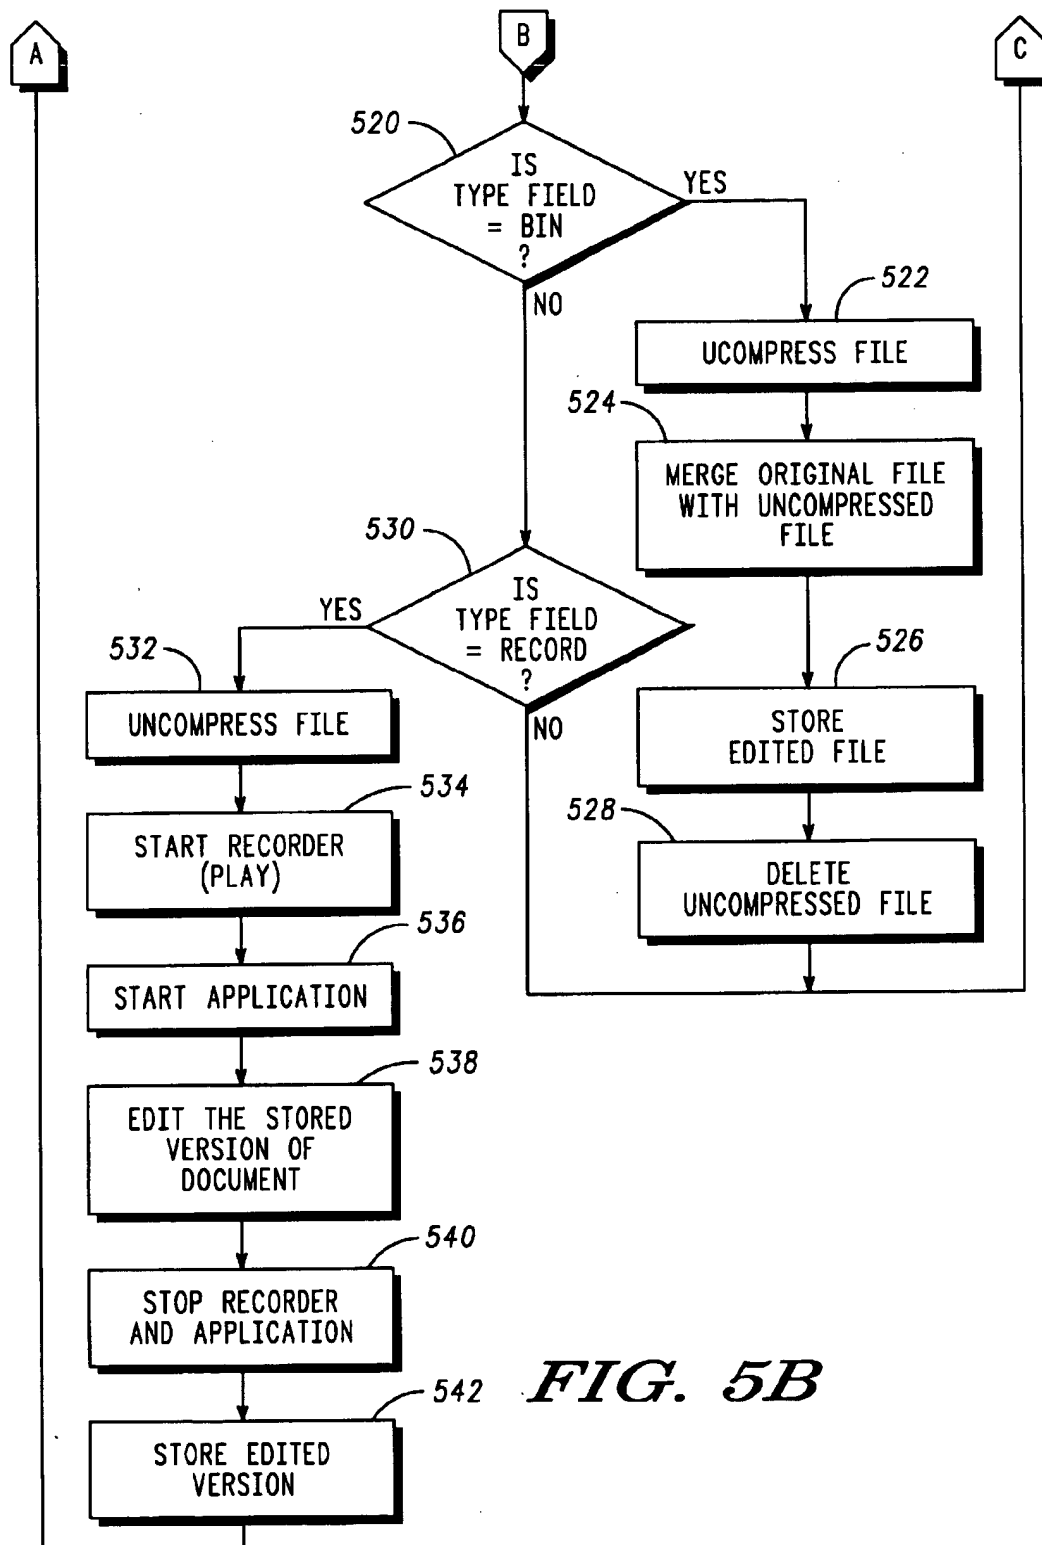 A
B
C
520
IS
TYPE FIELD
= BIN
?
YES
NO
522
UCOMPRESS FILE
524
MERGE ORIGINAL FILE
WITH UNCOMPRESSED
FILE
530
IS
TYPE FIELD
= RECORD
?
YES
NO
526
STORE
EDITED FILE
528
DELETE
UNCOMPRESSED FILE
532
UNCOMPRESS FILE
534
START RECORDER
(PLAY)
536
START APPLICATION
538
EDIT THE STORED
VERSION OF
DOCUMENT
540
STOP RECORDER
AND APPLICATION
542
STORE EDITED
VERSION
FIG. 5B